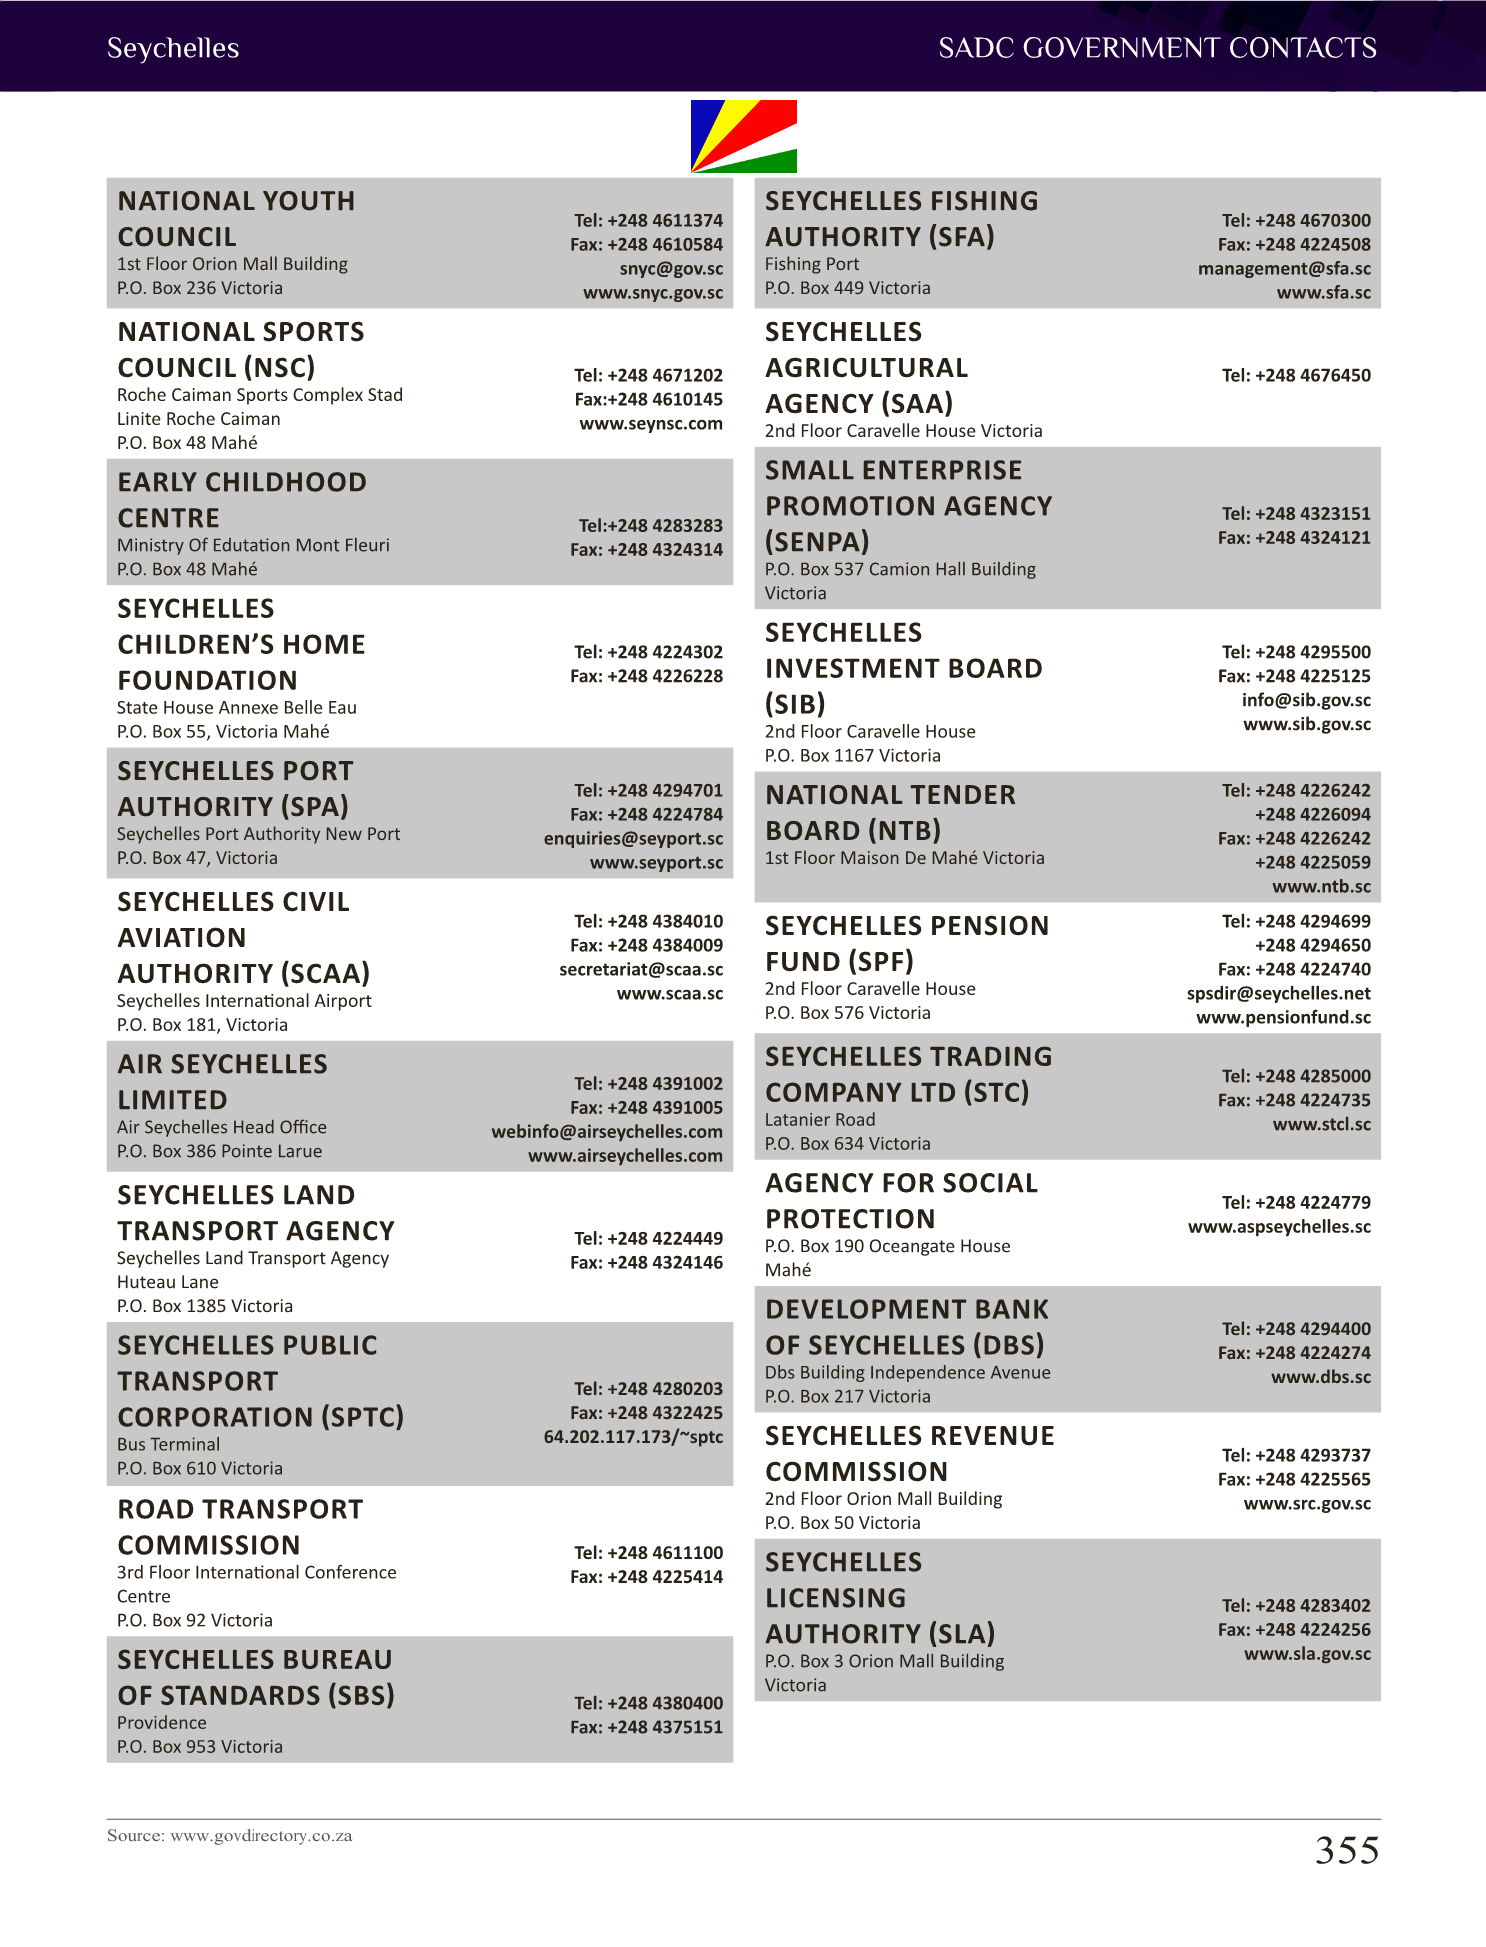 Seychelles
SADC GOVERNMENT CONTACTS
NATIONAL YOUTH
COUNCIL
1st Floor Orion Mall Building
P.O. Box 236 Victoria
Tel: +248 4611374
Fax: +248 4610584
snyc@gov.sc
www.snyc.gov.sc
NATIONAL SPORTS
COUNCIL (NSC)
Roche Caiman Sports Complex Stad
Linite Roche Caiman
P.O. Box 48 Mahé
Tel: +248 4671202
Fax:+248 4610145
www.seynsc.com
EARLY CHILDHOOD
CENTRE
Ministry Of Edutation Mont Fleuri
P.O. Box 48 Mahé
Tel:+248 4283283
Fax: +248 4324314
SEYCHELLES
CHILDREN’S HOME
FOUNDATION
State House Annexe Belle Eau
P.O. Box 55, Victoria Mahé
Tel: +248 4224302
Fax: +248 4226228
SEYCHELLES PORT
AUTHORITY (SPA)
Seychelles Port Authority New Port
P.O. Box 47, Victoria
Tel: +248 4294701
Fax: +248 4224784
enquiries@seyport.sc
www.seyport.sc
SEYCHELLES CIVIL
AVIATION
AUTHORITY (SCAA)
Seychelles International Airport
P.O. Box 181, Victoria
Tel: +248 4384010
Fax: +248 4384009
secretariat@scaa.sc
www.scaa.sc
AIR SEYCHELLES
LIMITED
Air Seychelles Head Office
P.O. Box 386 Pointe Larue
Tel: +248 4391002
Fax: +248 4391005
webinfo@airseychelles.com
www.airseychelles.com
SEYCHELLES LAND
TRANSPORT AGENCY
Seychelles Land Transport Agency
Huteau Lane
P.O. Box 1385 Victoria
Tel: +248 4224449
Fax: +248 4324146
SEYCHELLES PUBLIC
TRANSPORT
CORPORATION (SPTC)
Bus Terminal
P.O. Box 610 Victoria
Tel: +248 4280203
Fax: +248 4322425
64.202.117.173/~sptc
ROAD TRANSPORT
COMMISSION
3rd Floor International Conference
Centre
P.O. Box 92 Victoria
Tel: +248 4611100
Fax: +248 4225414
SEYCHELLES BUREAU
OF STANDARDS (SBS)
Providence
P.O. Box 953 Victoria
Tel: +248 4380400
Fax: +248 4375151
SEYCHELLES FISHING
AUTHORITY (SFA)
Fishing Port
P.O. Box 449 Victoria
Tel: +248 4670300
Fax: +248 4224508
management@sfa.sc
www.sfa.sc
SEYCHELLES
AGRICULTURAL
AGENCY (SAA)
2nd Floor Caravelle House Victoria
Tel: +248 4676450
SMALL ENTERPRISE
PROMOTION AGENCY
(SENPA)
P.O. Box 537 Camion Hall Building
Victoria
Tel: +248 4323151
Fax: +248 4324121
SEYCHELLES
INVESTMENT BOARD
(SIB)
2nd Floor Caravelle House
P.O. Box 1167 Victoria
Tel: +248 4295500
Fax: +248 4225125
info@sib.gov.sc
www.sib.gov.sc
NATIONAL TENDER
BOARD (NTB)
1st Floor Maison De Mahé Victoria
Tel: +248 4226242
+248 4226094
Fax: +248 4226242
+248 4225059
www.ntb.sc
SEYCHELLES PENSION
FUND (SPF)
2nd Floor Caravelle House
P.O. Box 576 Victoria
Tel: +248 4294699
+248 4294650
Fax: +248 4224740
spsdir@seychelles.net
www.pensionfund.sc
SEYCHELLES TRADING
COMPANY LTD (STC)
Latanier Road
P.O. Box 634 Victoria
Tel: +248 4285000
Fax: +248 4224735
www.stcl.sc
AGENCY FOR SOCIAL
PROTECTION
P.O. Box 190 Oceangate House
Mahé
Tel: +248 4224779
www.aspseychelles.sc
DEVELOPMENT BANK
OF SEYCHELLES (DBS)
Dbs Building Independence Avenue
P.O. Box 217 Victoria
Tel: +248 4294400
Fax: +248 4224274
www.dbs.sc
SEYCHELLES REVENUE
COMMISSION
2nd Floor Orion Mall Building
P.O. Box 50 Victoria
Tel: +248 4293737
Fax: +248 4225565
www.src.gov.sc
SEYCHELLES
LICENSING
AUTHORITY (SLA)
P.O. Box 3 Orion Mall Building
Victoria
Tel: +248 4283402
Fax: +248 4224256
www.sla.gov.sc
Source: www.govdirectory.co.za
355